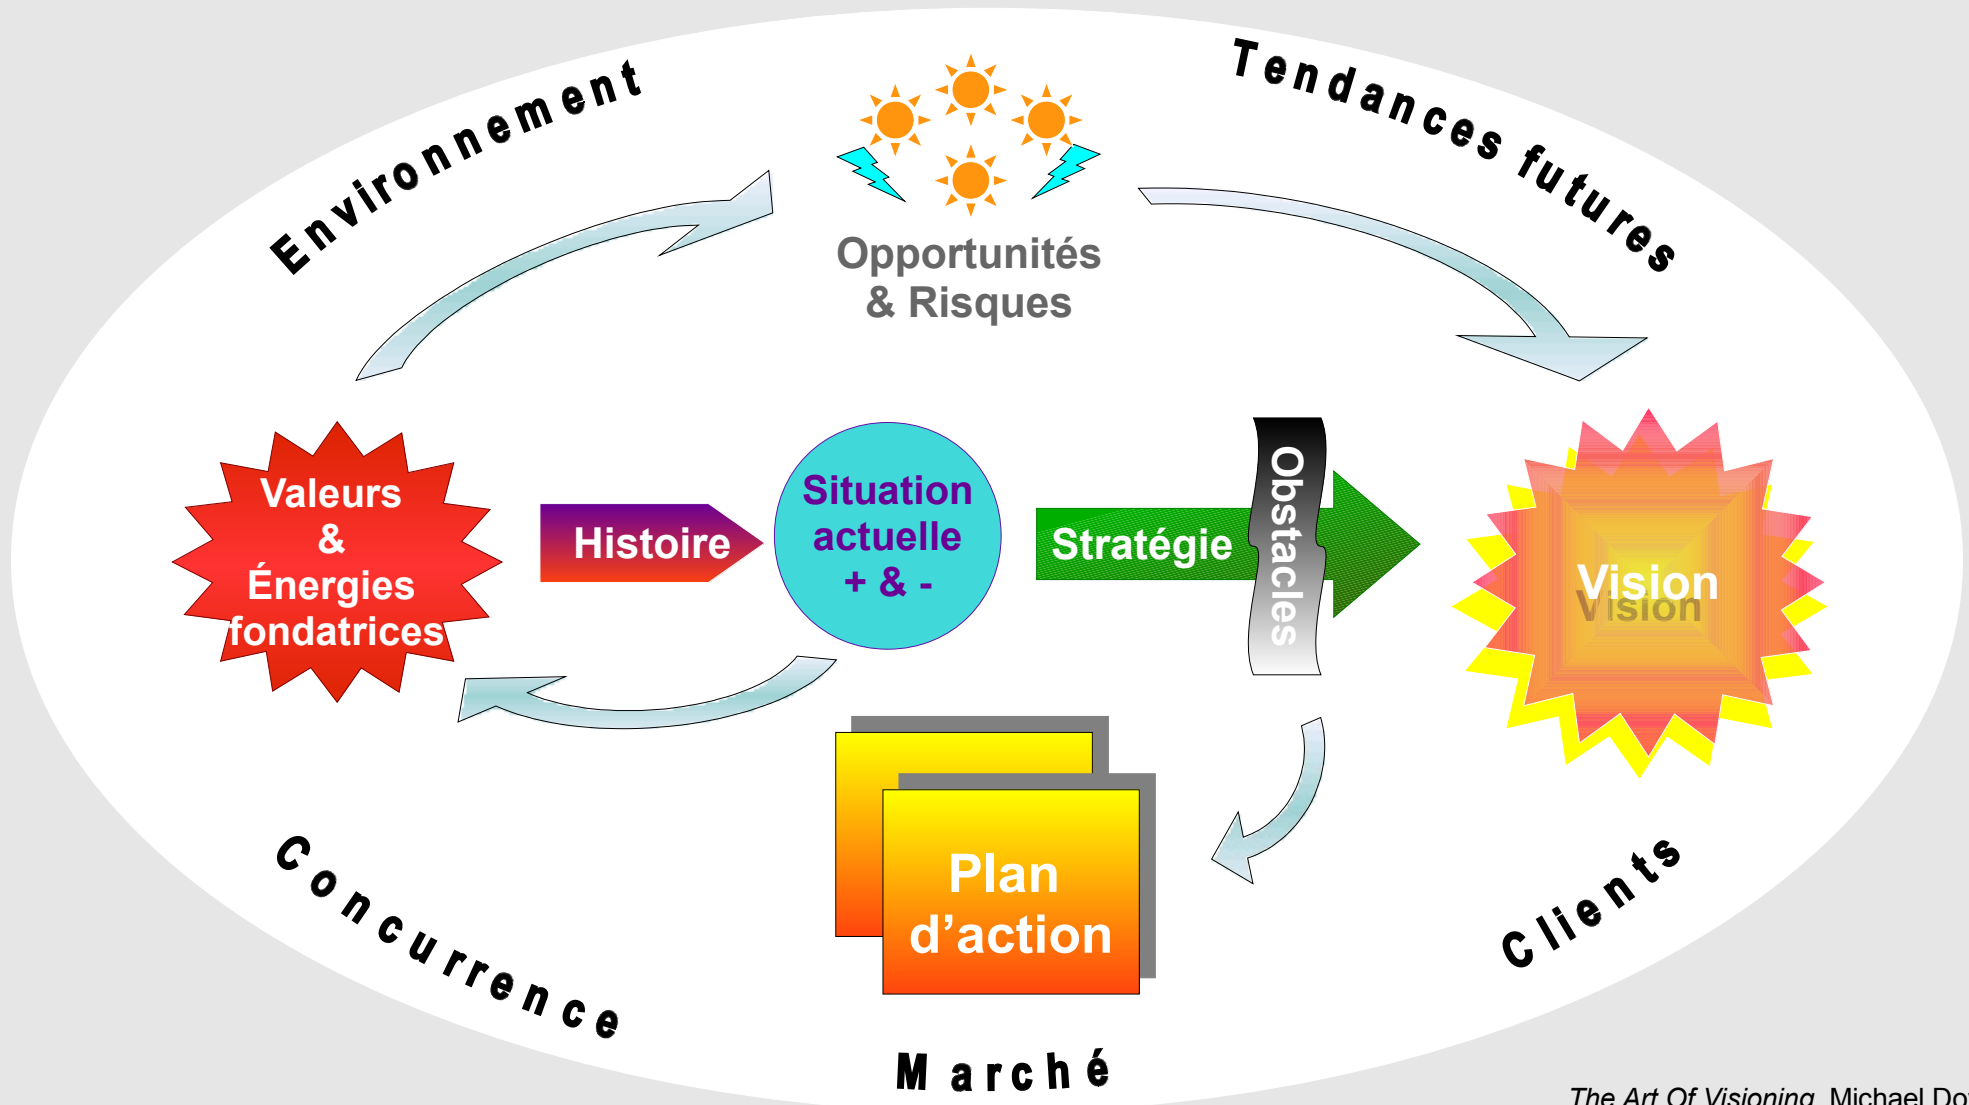 Environnement
Tendances futures
Opportunités
& Risques
Valeurs
&
Énergies
fondatrices
Histoire
Situation
actuelle
+ & -
Stratégie
Obstacles
Vision
Vision
Plan
d’action
Concurrence
Clients
Marché
The Art Of Visioning, Michael